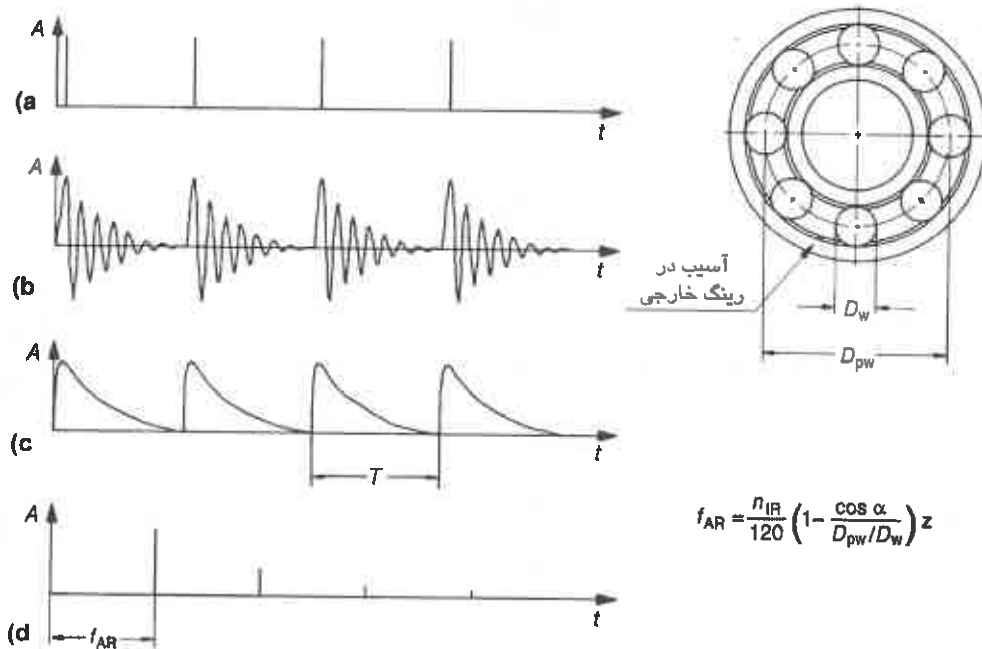 A
(a
t
A
(b
t
A
(c
t
T
A
(d
t
f_AR
آسیب در
رینگ خارجی
D_w
D_pw
f_AR = n_IR/120 (1- cos α / D_pw/D_w) z